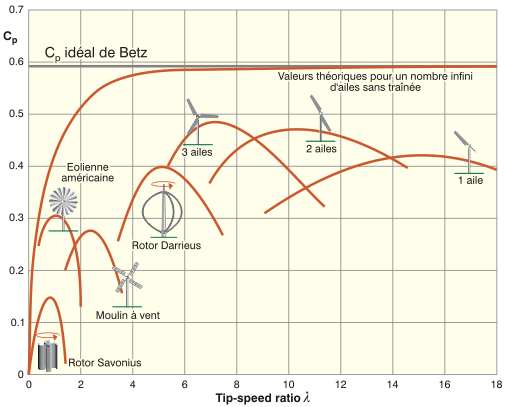 0.7
Cp
Cp idéal de Betz
0.6
Valeurs théoriques pour un nombre infini
d'ailes sans traînée
0.5
3 ailes
2 ailes
0.4
Eolienne
américaine
1 aile
0.3
Rotor Darrieus
0.2
Moulin à vent
0.1
Rotor Savonius
0
0 2 4 6 8 10 12 14 16 18
Tip-speed ratio λ